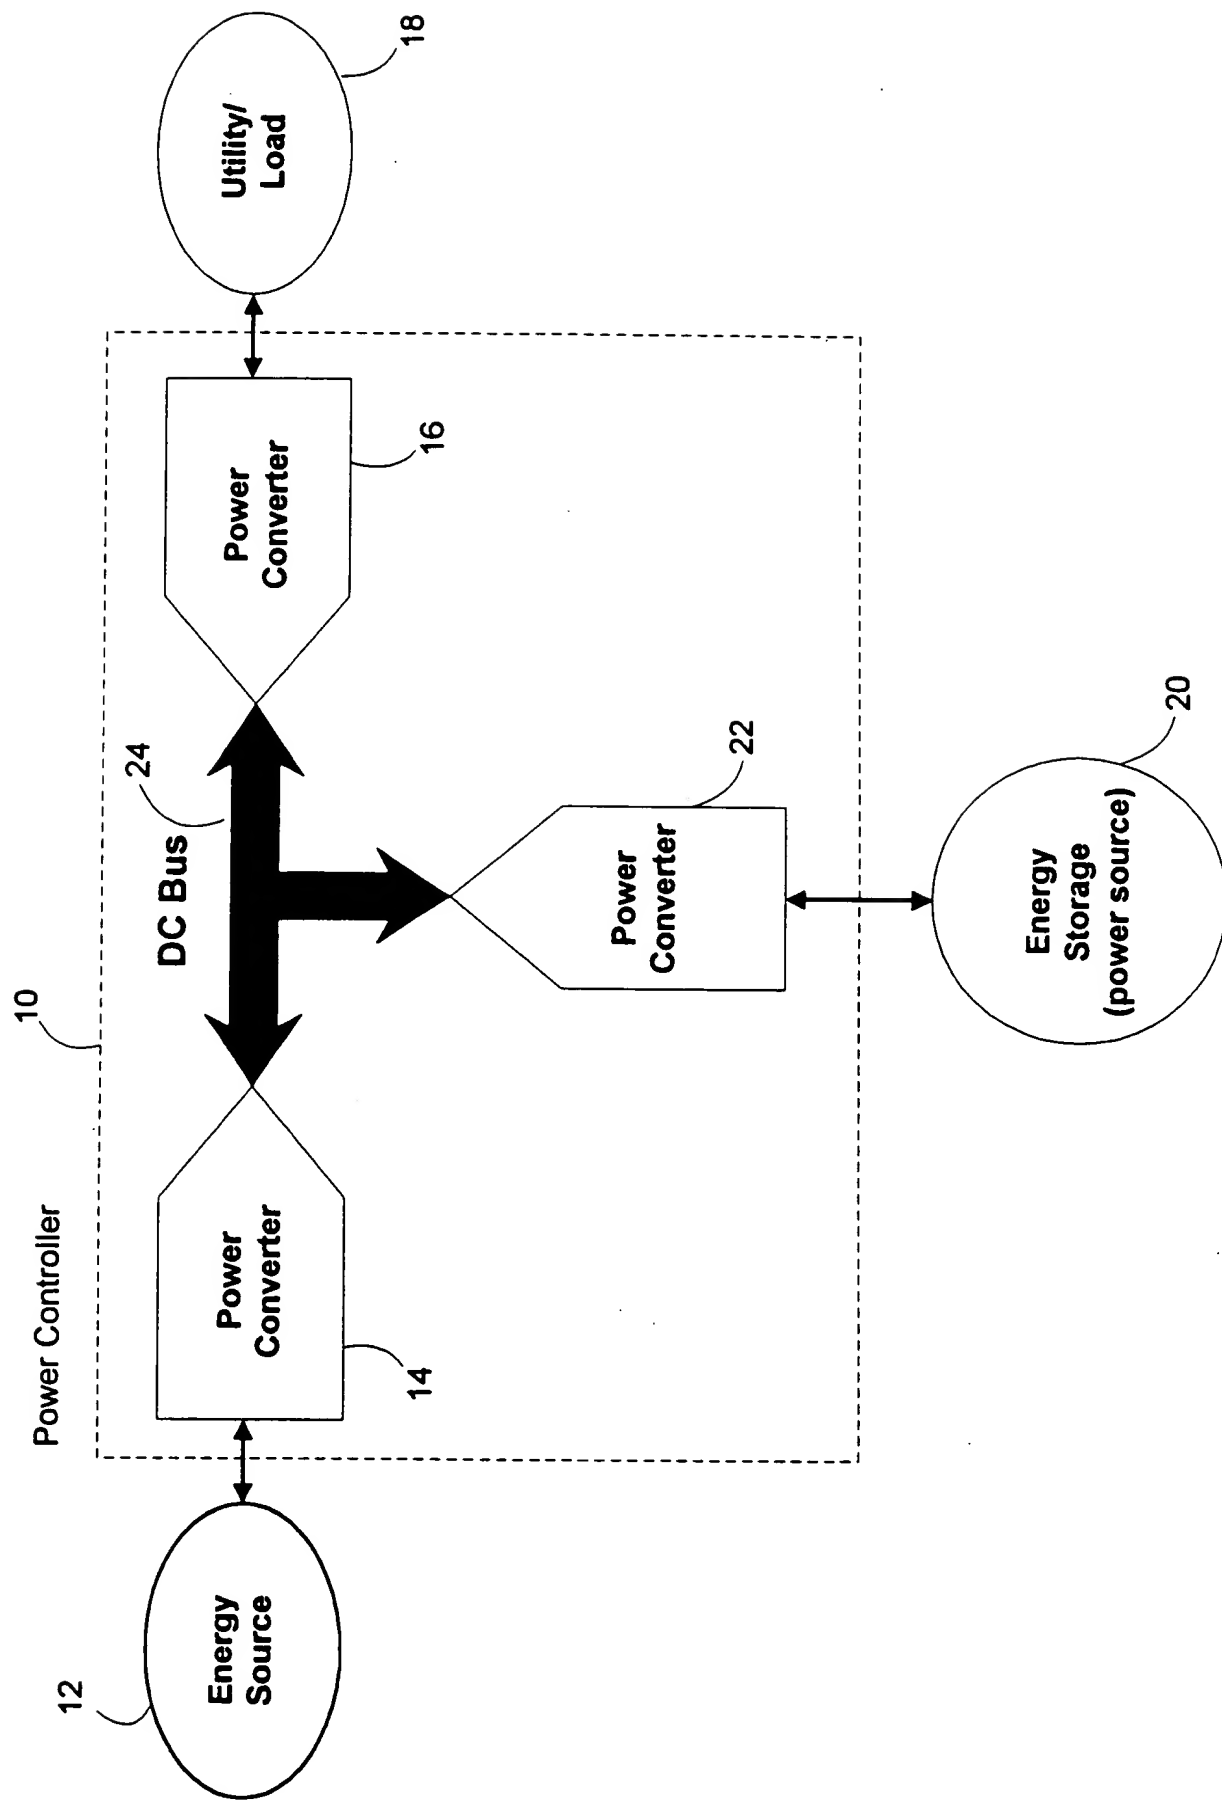 Power Controller
10
12
Energy
Source
Power
Converter
14
DC Bus
24
Power
Converter
16
Utility/
Load
18
Power
Converter
22
Energy
Storage
(power source)
20